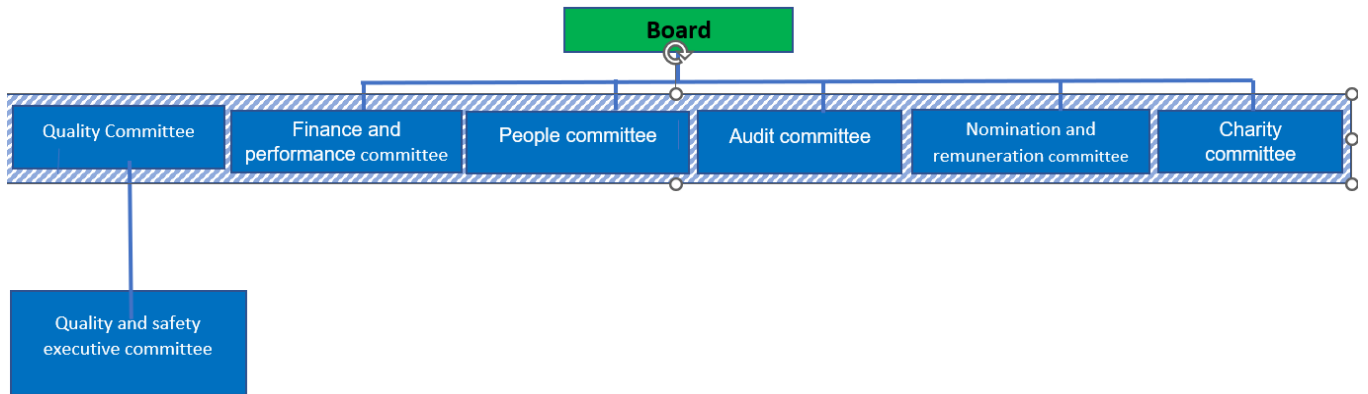 Board
Quality Committee
Finance and
performance committee
People committee
Audit committee
Nomination and
remuneration committee
Charity
committee
Quality and safety
executive committee